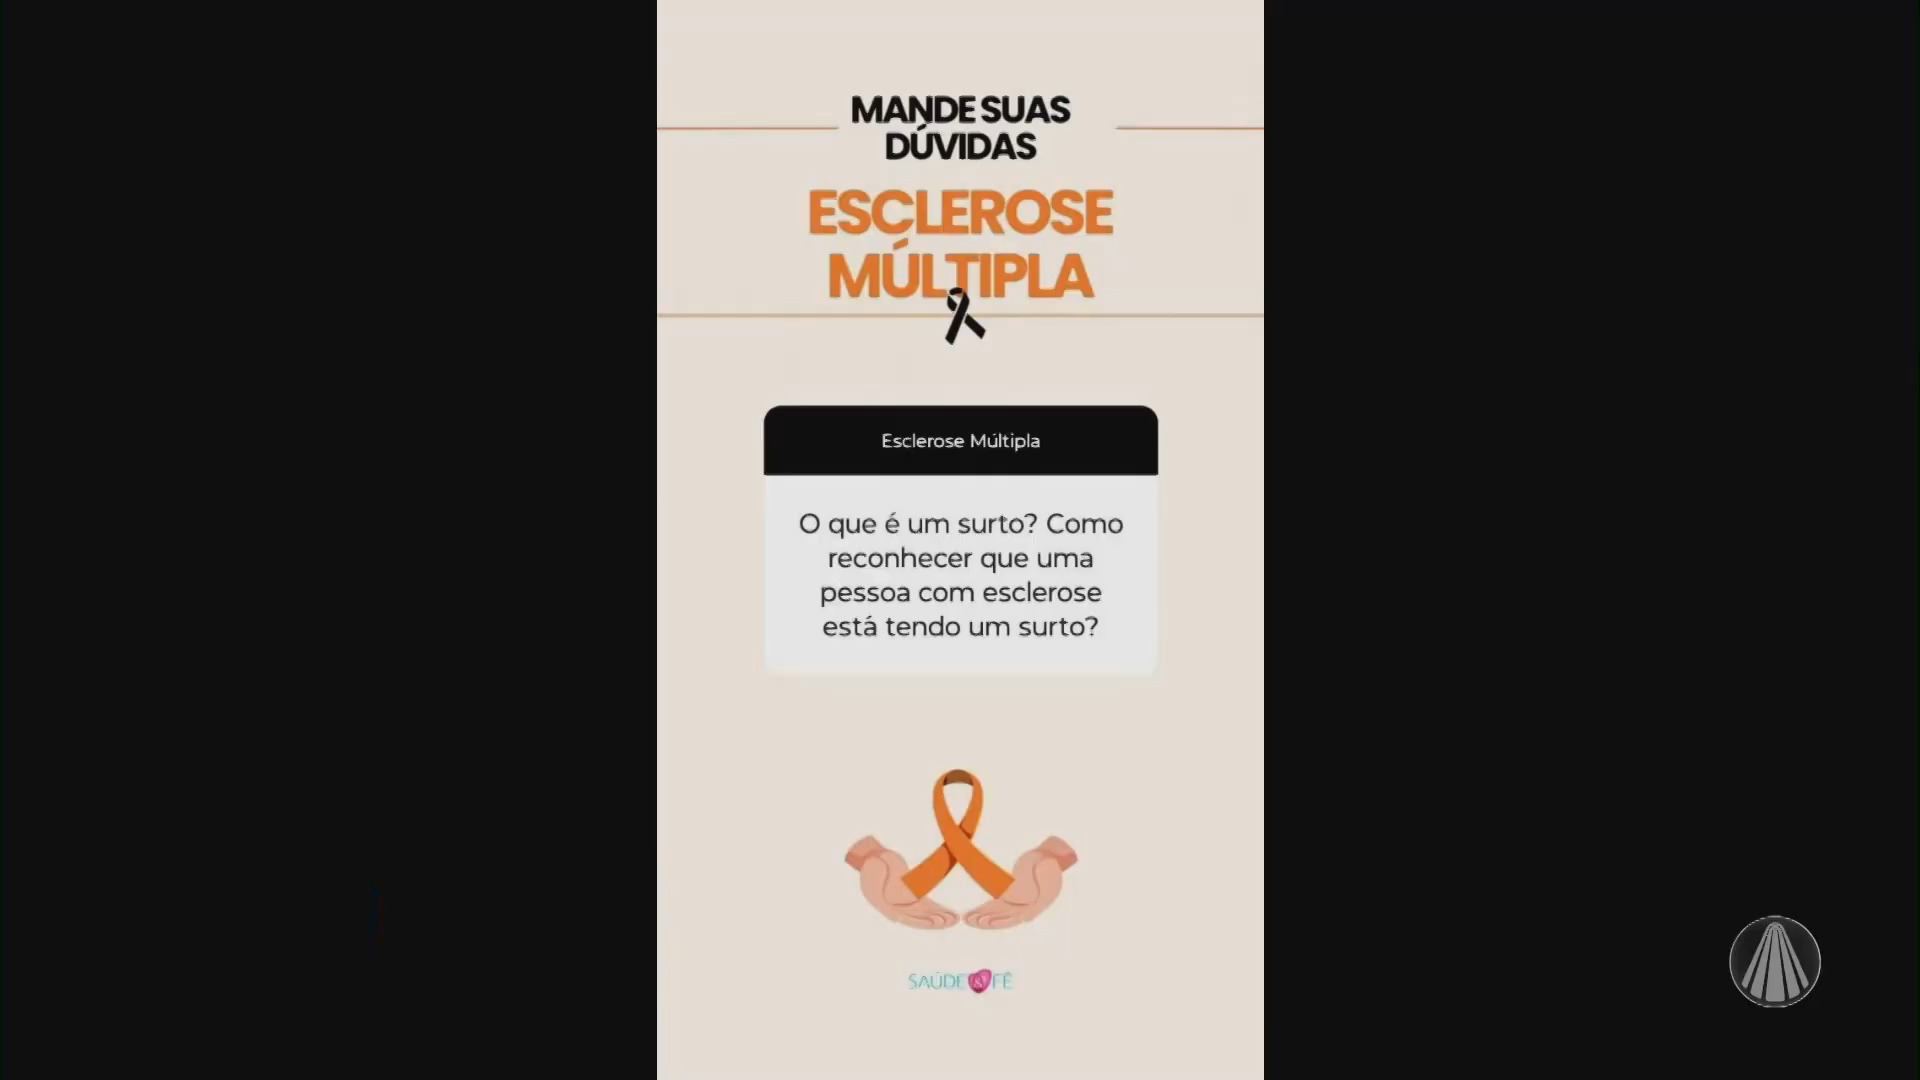 MANDE SUAS
DÚVIDAS
ESCLEROSE
MÚLTIPLA
Esclerose Múltipla
O que é um surto? Como
reconhecer que uma
pessoa com esclerose
está tendo um surto?
SAÚDE & FÉ